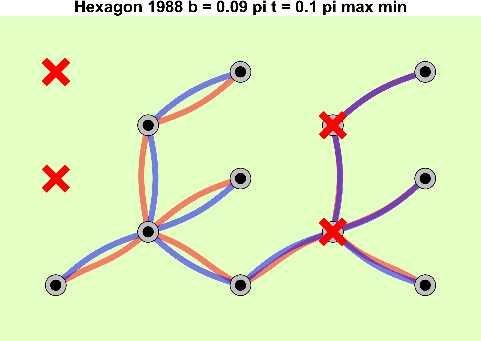 Hexagon 1988 b = 0.09 pi t = 0.1 pi max min